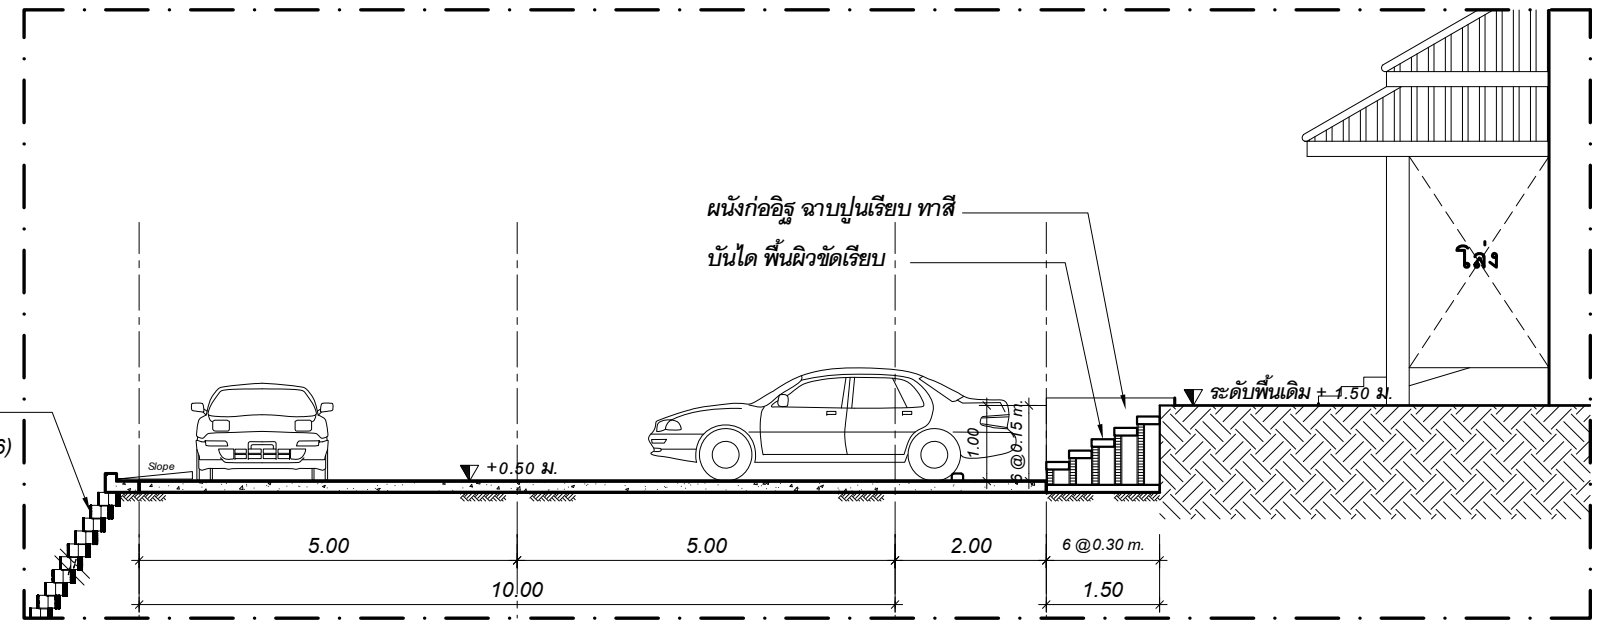 ผนังก่ออิฐ ฉาบปูนเรียบ ทาสี
บันได พื้นผิวขัดเรียบ
โล่ง
ระดับพื้นเดิม + 1.50 ม.
6)
Slope
+0.50 ม.
1.00
6 @0.15 m.
5.00
5.00
2.00
6 @0.30 m.
10.00
1.50